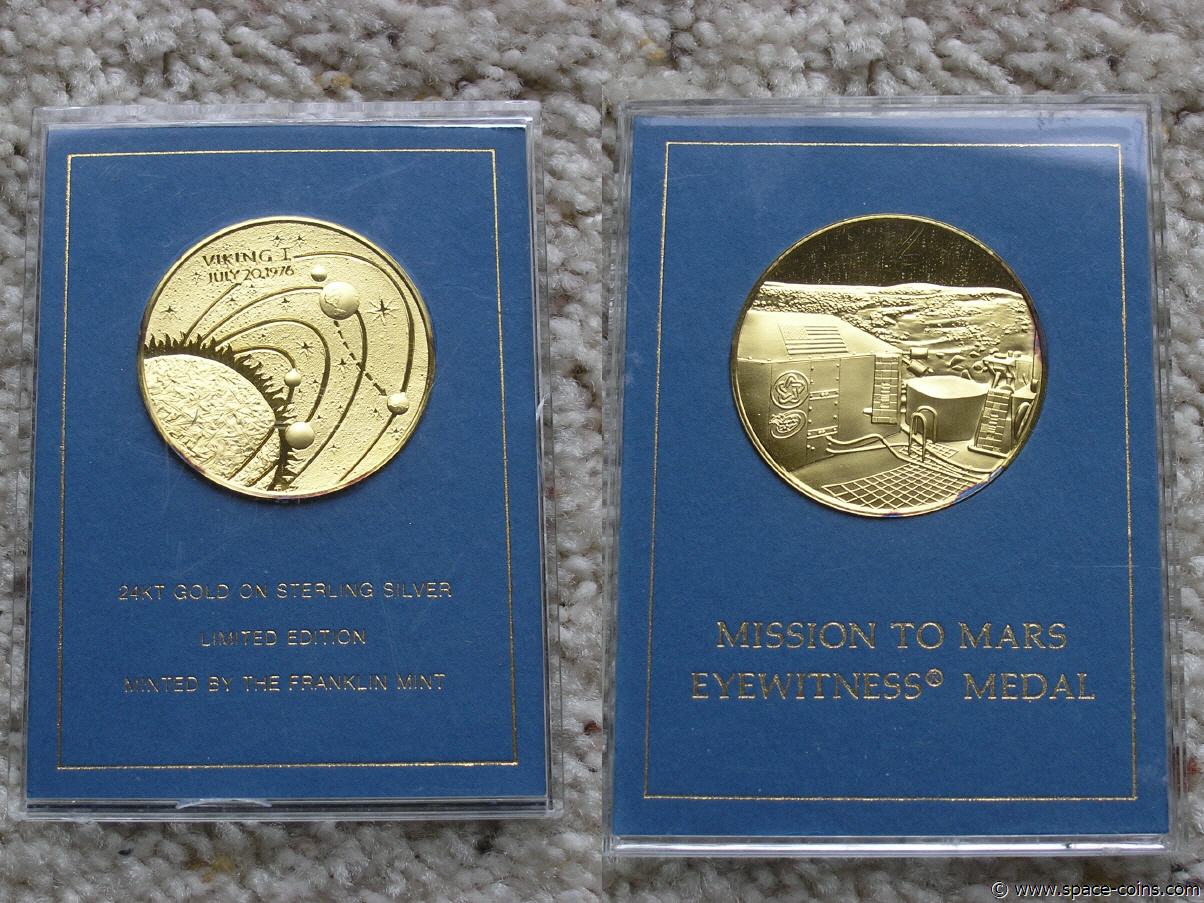 VIKING I
JULY 20, 1976
24KT GOLD ON STERLING SILVER
LIMITED EDITION
MINTED BY THE FRANKLIN MINT
MISSION TO MARS
EYEWITNESS® MEDAL
© www.space-coins.com